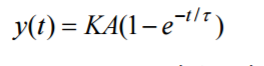 y(t) = KA(1 − e^{−t/τ})